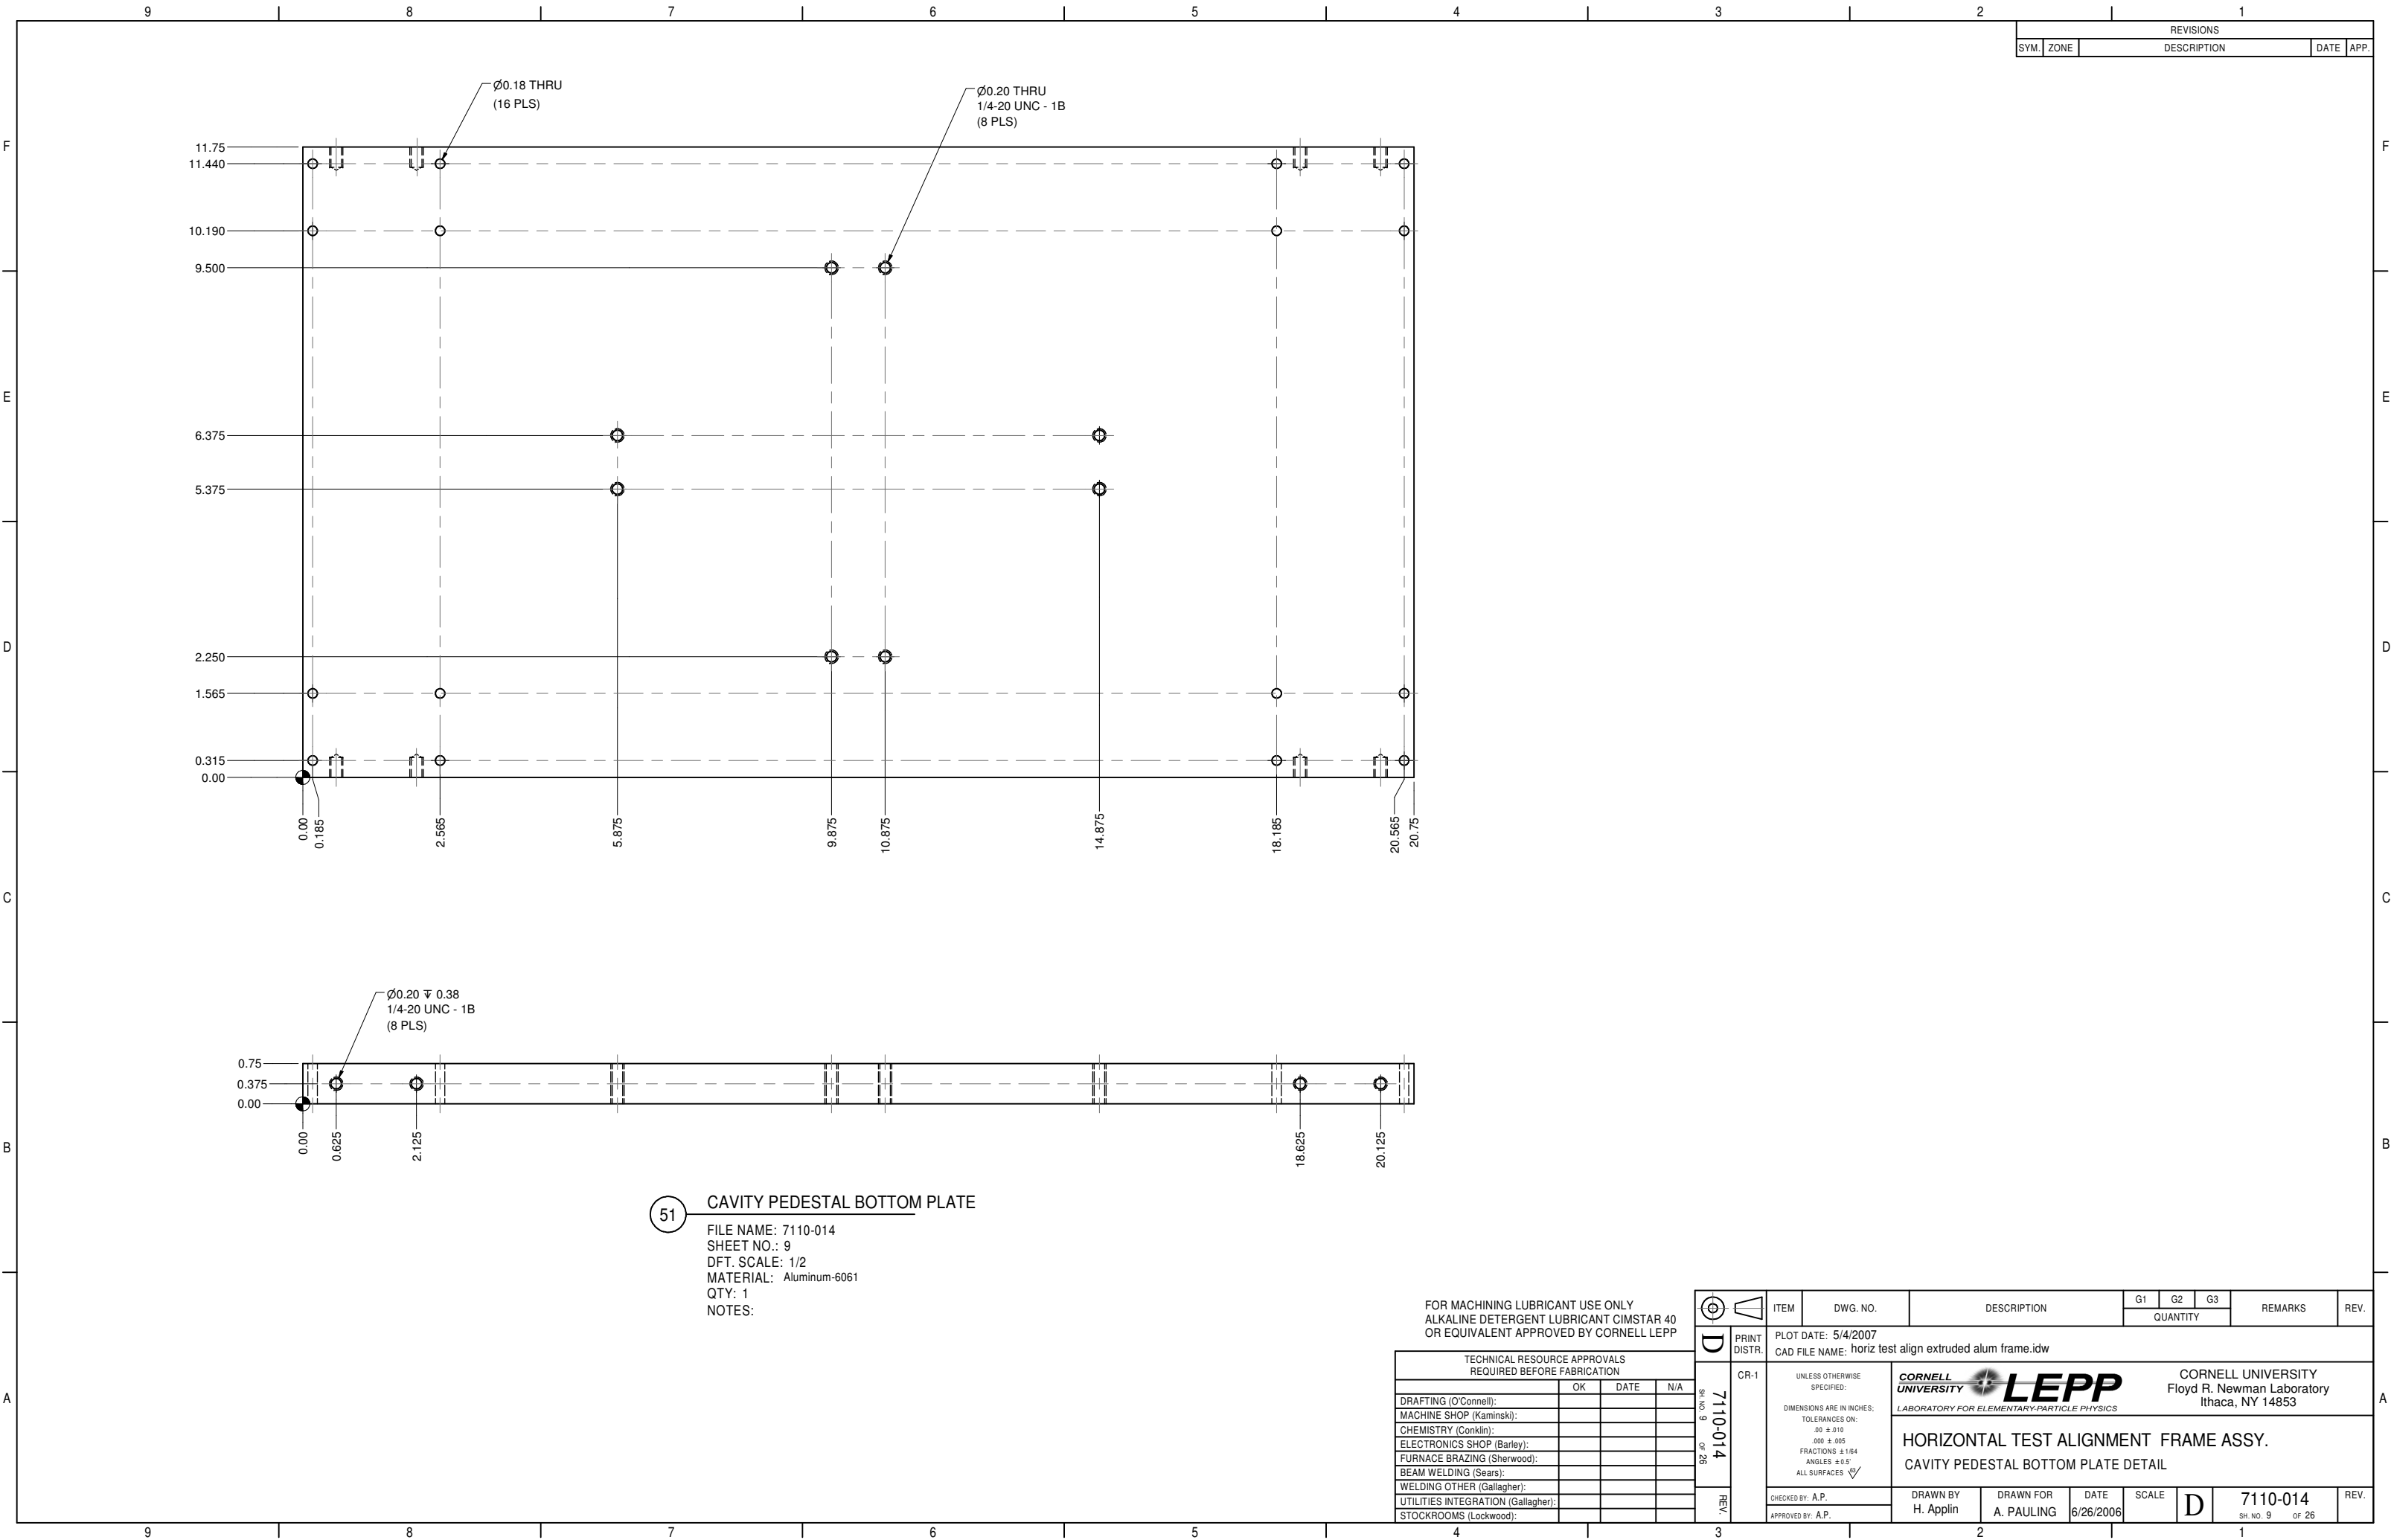 9 8 7 6 5 4 3 2 1
REVISIONS
SYM. ZONE DESCRIPTION DATE APP.
Ø0.18 THRU
(16 PLS)
Ø0.20 THRU
1/4-20 UNC - 1B
(8 PLS)
F F
11.75
11.440
10.190
9.500
E E
6.375
5.375
D D
2.250
1.565
0.315
0.00
0.00 0.185 2.565 5.875 9.875 10.875 14.875 18.185 20.565 20.75
C C
Ø0.20 ↧ 0.38
1/4-20 UNC - 1B
(8 PLS)
0.75
0.375
0.00
B B
0.00 0.625 2.125 18.625 20.125
51 CAVITY PEDESTAL BOTTOM PLATE
FILE NAME: 7110-014
SHEET NO.: 9
DFT. SCALE: 1/2
MATERIAL: Aluminum-6061
QTY: 1
NOTES:
FOR MACHINING LUBRICANT USE ONLY
ALKALINE DETERGENT LUBRICANT CIMSTAR 40
OR EQUIVALENT APPROVED BY CORNELL LEPP
TECHNICAL RESOURCE APPROVALS
REQUIRED BEFORE FABRICATION
OK DATE N/A
DRAFTING (O'Connell):
MACHINE SHOP (Kaminski):
CHEMISTRY (Conklin):
ELECTRONICS SHOP (Barley):
FURNACE BRAZING (Sherwood):
BEAM WELDING (Sears):
WELDING OTHER (Gallagher):
UTILITIES INTEGRATION (Gallagher):
STOCKROOMS (Lockwood):
ITEM DWG. NO. DESCRIPTION G1 G2 G3 REMARKS REV.
QUANTITY
D PRINT DISTR.
PLOT DATE: 5/4/2007
CAD FILE NAME: horiz test align extruded alum frame.idw
CR-1
7110-014
SH. NO. 9 OF 26
REV.
UNLESS OTHERWISE
SPECIFIED:
DIMENSIONS ARE IN INCHES;
TOLERANCES ON:
.00 ±.010
.000 ±.005
FRACTIONS ±1/64
ANGLES ±0.5°
ALL SURFACES
CORNELL
UNIVERSITY LEPP
LABORATORY FOR ELEMENTARY-PARTICLE PHYSICS
CORNELL UNIVERSITY
Floyd R. Newman Laboratory
Ithaca, NY 14853
A A
HORIZONTAL TEST ALIGNMENT FRAME ASSY.
CAVITY PEDESTAL BOTTOM PLATE DETAIL
CHECKED BY: A.P.
APPROVED BY: A.P.
DRAWN BY
H. Applin
DRAWN FOR
A. PAULING
DATE
6/26/2006
SCALE
D
7110-014
SH. NO. 9 OF 26
REV.
9 8 7 6 5 4 3 2 1